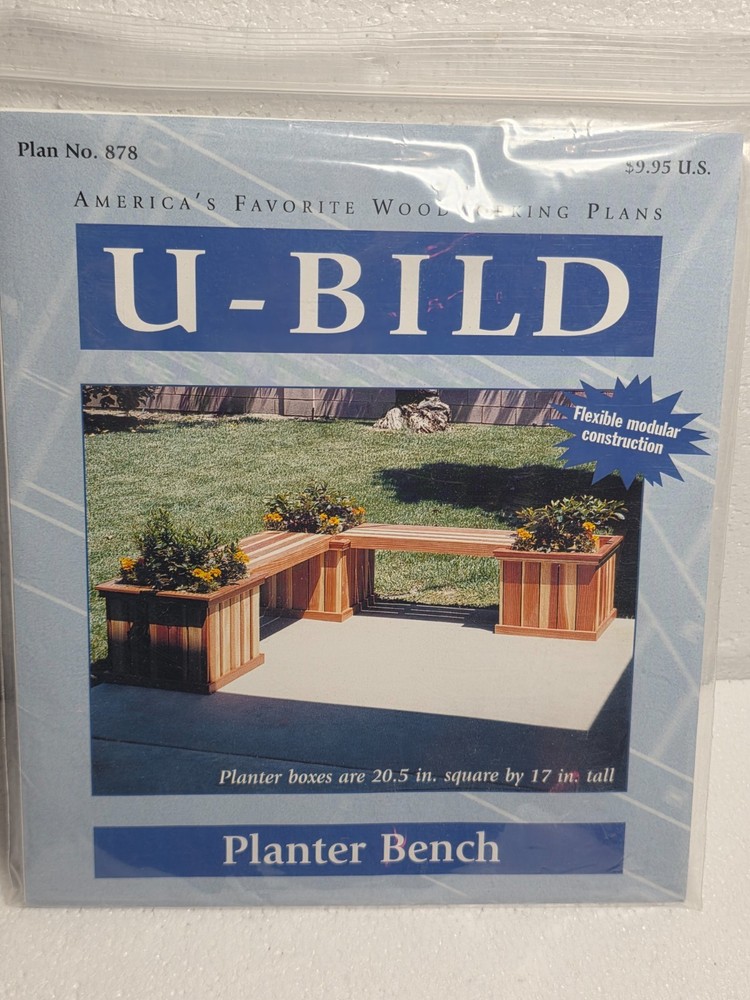 Plan No. 878
$9.95 U.S.
AMERICA'S FAVORITE WOODWORKING PLANS
U-BILD
Flexible modular
construction
Planter boxes are 20.5 in. square by 17 in. tall
Planter Bench